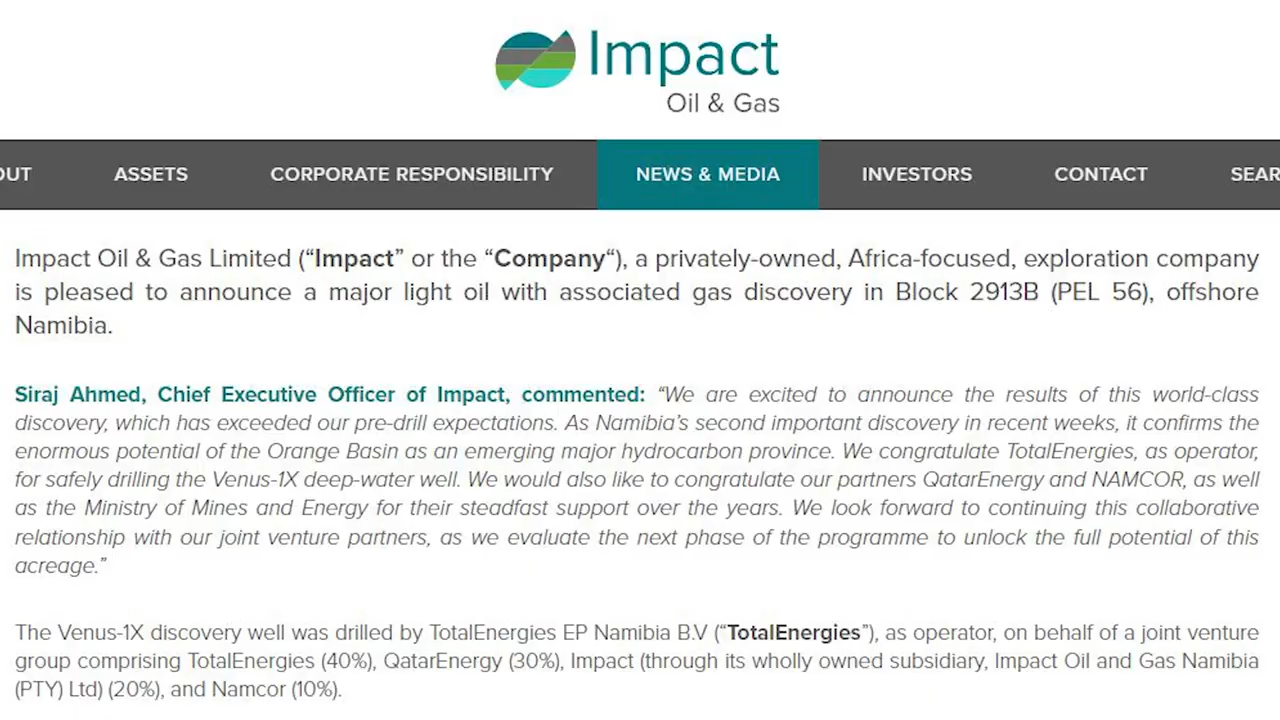 Impact
Oil & Gas
OUT ASSETS CORPORATE RESPONSIBILITY NEWS & MEDIA INVESTORS CONTACT SEAR
Impact Oil & Gas Limited (“Impact” or the “Company“), a privately-owned, Africa-focused, exploration company
is pleased to announce a major light oil with associated gas discovery in Block 2913B (PEL 56), offshore
Namibia.
Siraj Ahmed, Chief Executive Officer of Impact, commented: “We are excited to announce the results of this world-class
discovery, which has exceeded our pre-drill expectations. As Namibia’s second important discovery in recent weeks, it confirms the
enormous potential of the Orange Basin as an emerging major hydrocarbon province. We congratulate TotalEnergies, as operator,
for safely drilling the Venus-1X deep-water well. We would also like to congratulate our partners QatarEnergy and NAMCOR, as well
as the Ministry of Mines and Energy for their steadfast support over the years. We look forward to continuing this collaborative
relationship with our joint venture partners, as we evaluate the next phase of the programme to unlock the full potential of this
acreage.”
The Venus-1X discovery well was drilled by TotalEnergies EP Namibia B.V (“TotalEnergies”), as operator, on behalf of a joint venture
group comprising TotalEnergies (40%), QatarEnergy (30%), Impact (through its wholly owned subsidiary, Impact Oil and Gas Namibia
(PTY) Ltd) (20%), and Namcor (10%).